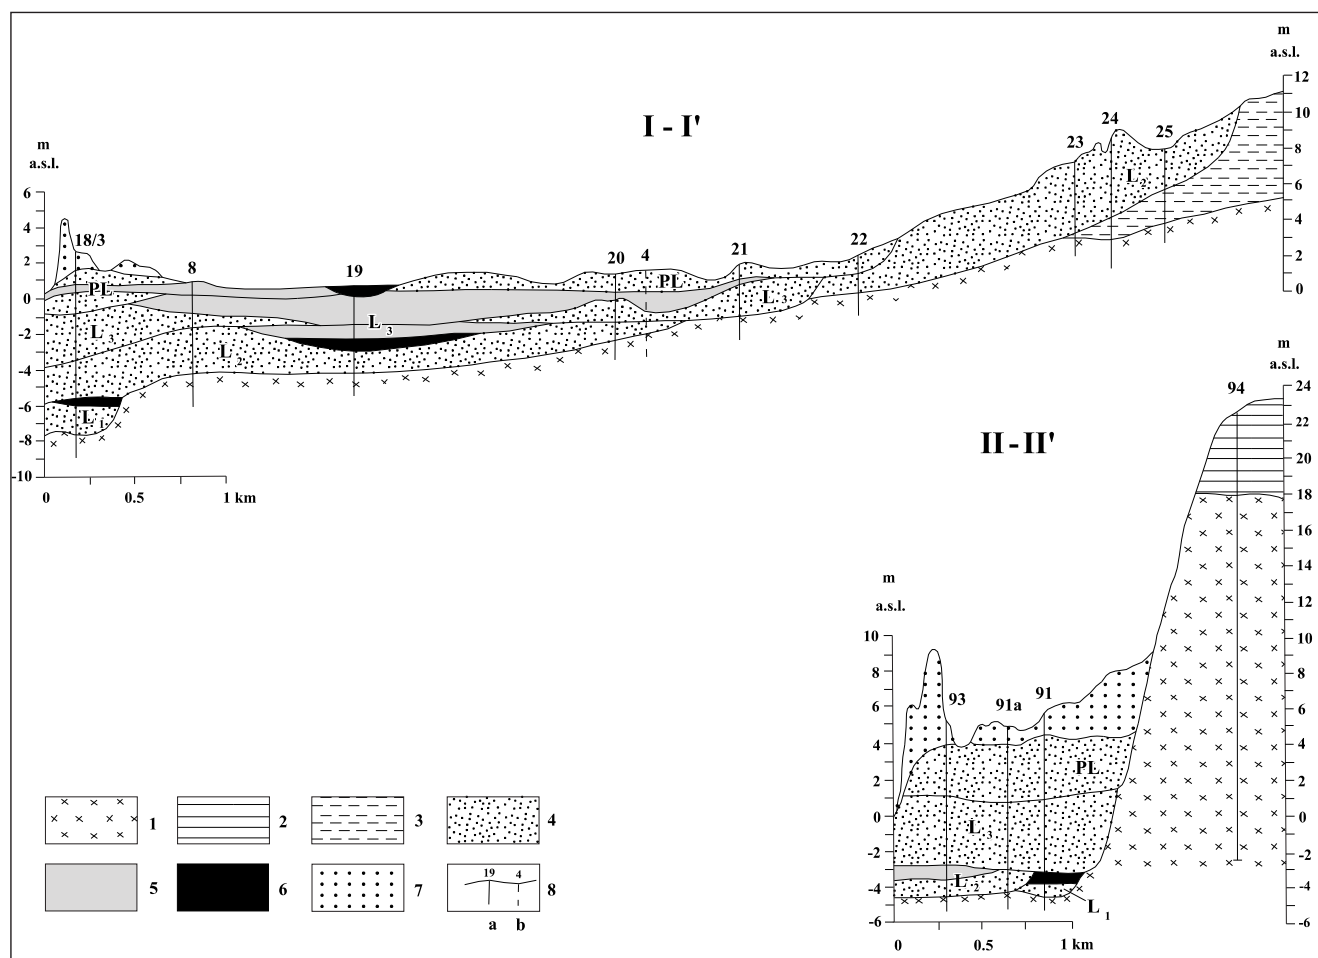 I - I'
m
a.s.l.
6
4
2
0
-2
-4
-6
-8
-10
0 0.5 1 km
18/3
8
19
20
4
21
22
23
24
25
PL
PL
L3
L3
L3
L2
L2
L1
m
a.s.l.
12
10
8
6
4
2
0
II - II'
m
a.s.l.
10
8
6
4
2
0
-2
-4
-6
0 0.5 1 km
93
91a
91
94
PL
L3
L2
L1
m
a.s.l.
24
22
20
18
16
14
12
10
8
6
4
2
0
-2
-4
-6
1 2 3 4
5 6 7 19 4 8
a b